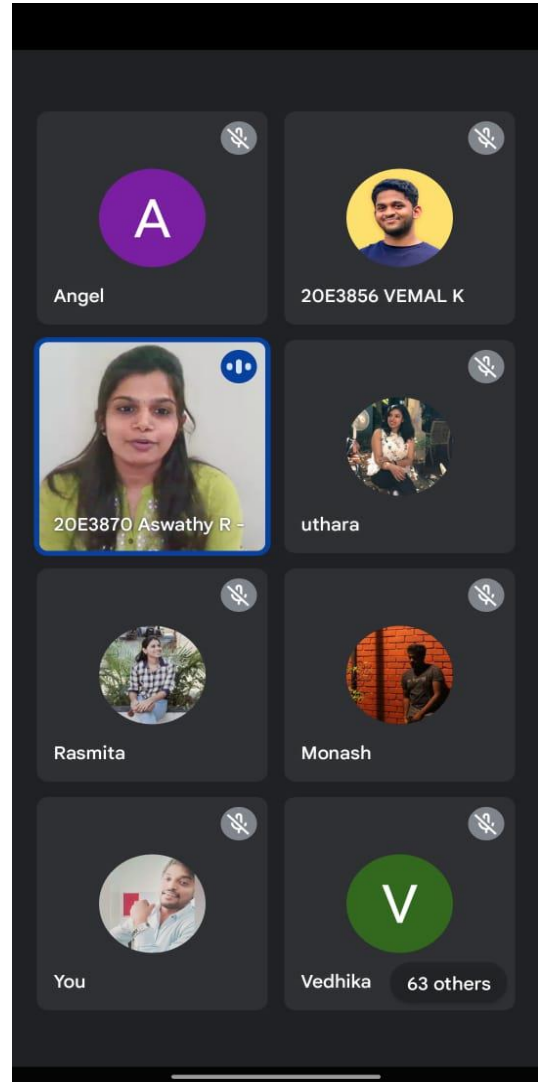 A
Angel
20E3856 VEMAL K
20E3870 Aswathy R -
uthara
Rasmita
Monash
You
V
Vedhika
63 others